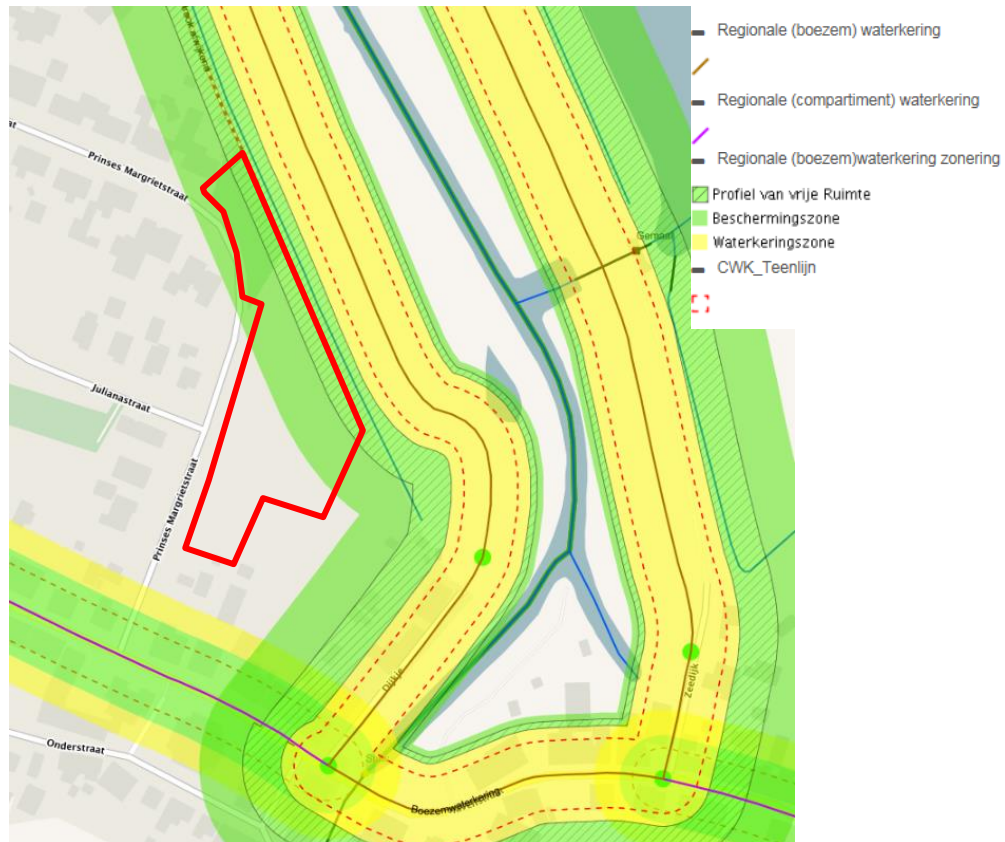 Regionale (boezem) waterkering
Regionale (compartiment) waterkering
Regionale (boezem)waterkering zonering
Profiel van vrije Ruimte
Beschermingszone
Waterkeringszone
CWK_Teenlijn
Prinses Margrietstraat
Gemaal
Julianastraat
Prinses Margrietstraat
Dijkje
Zeedijk
Onderstraat
Boezemwaterkering